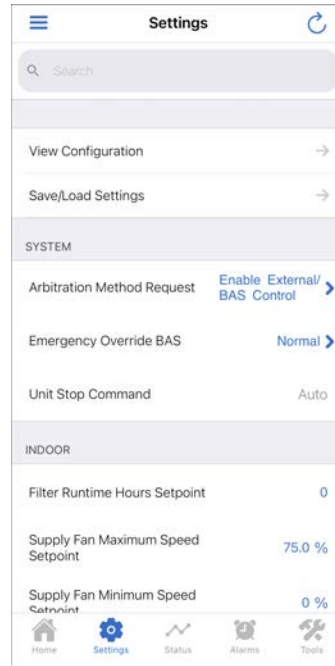 Settings
Search
View Configuration
Save/Load Settings
SYSTEM
Arbitration Method Request
Enable External/
BAS Control
Emergency Override BAS
Normal
Unit Stop Command
Auto
INDOOR
Filter Runtime Hours Setpoint
0
Supply Fan Maximum Speed
Setpoint
75.0 %
Supply Fan Minimum Speed
Setpoint
0 %
Home
Settings
Status
Alarms
Tools